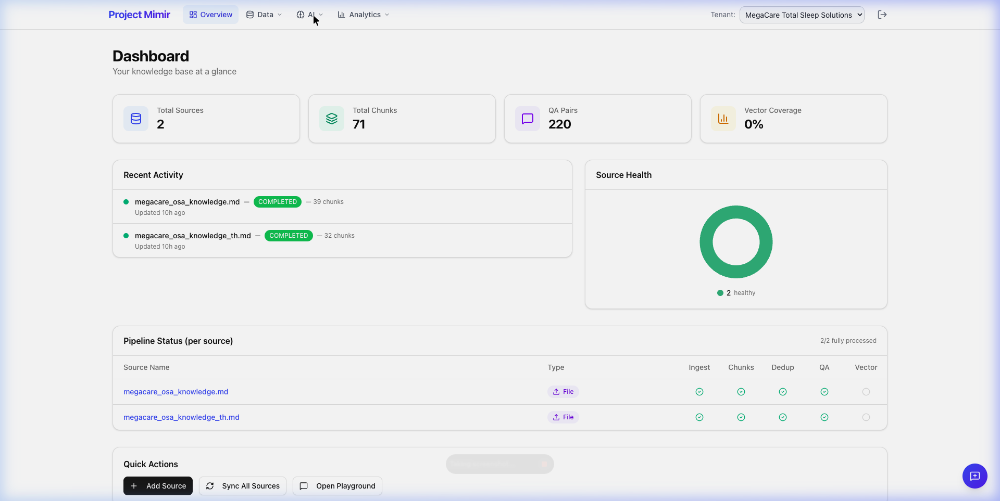 Project Mimir
Overview
Data
AI
Analytics
Tenant:
MegaCare Total Sleep Solutions
Dashboard
Your knowledge base at a glance
Total Sources
2
Total Chunks
71
QA Pairs
220
Vector Coverage
0%
Recent Activity
megacare_osa_knowledge.md — COMPLETED — 39 chunks
Updated 10h ago
megacare_osa_knowledge_th.md — COMPLETED — 32 chunks
Updated 10h ago
Source Health
2 healthy
Pipeline Status (per source)
2/2 fully processed
Source Name Type Ingest Chunks Dedup QA Vector
megacare_osa_knowledge.md File
megacare_osa_knowledge_th.md File
Quick Actions
Add Source
Sync All Sources
Open Playground